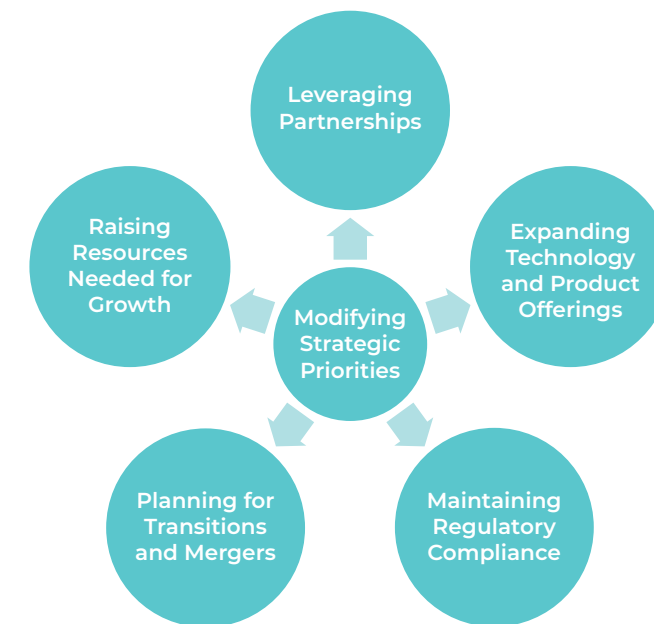 Leveraging
Partnerships
Raising
Resources
Needed for
Growth
Expanding
Technology
and Product
Offerings
Modifying
Strategic
Priorities
Planning for
Transitions
and Mergers
Maintaining
Regulatory
Compliance